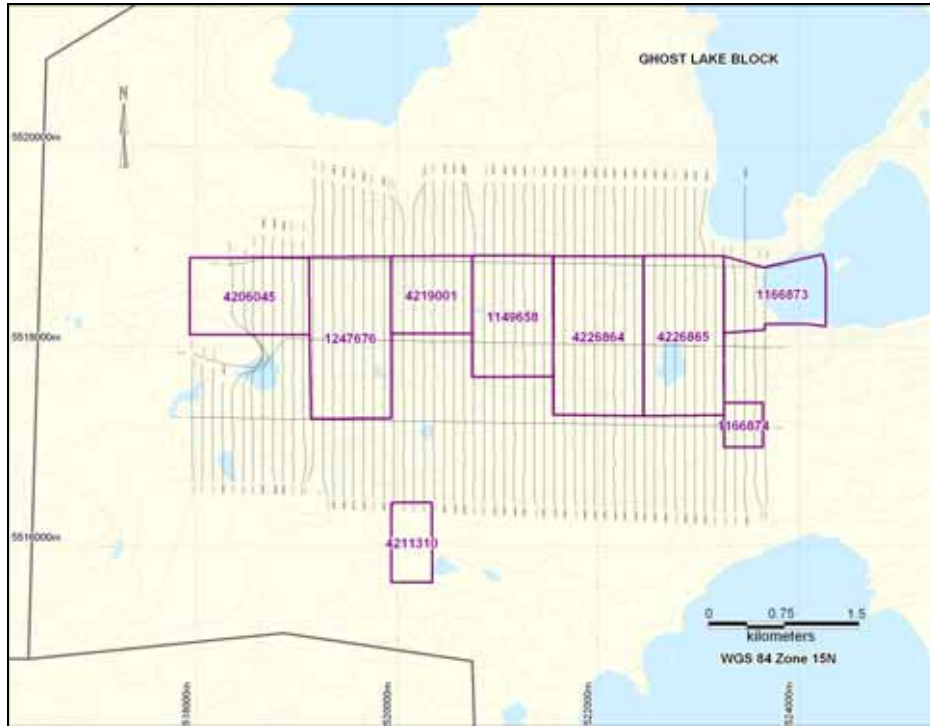 GHOST LAKE BLOCK
N
5520000m
4206045
4219001
1166873
1149658
1247676
4226864
4226865
5518000m
1166874
4211310
5516000m
0 0.75 1.5
kilometers
WGS 84 Zone 15N
518000m
520000m
522000m
524000m